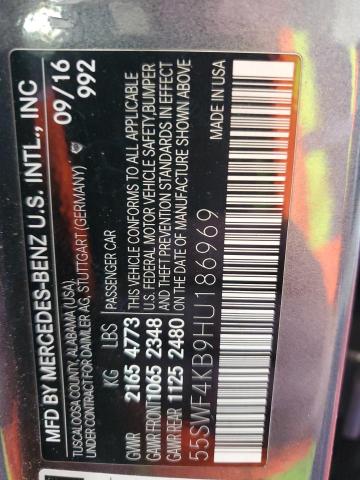 MFD BY MERCEDES-BENZ U.S. INTL., INC
TUSCALOOSA COUNTY, ALABAMA (USA),
UNDER CONTRACT FOR DAIMLER AG, STUTTGART (GERMANY)
09/16
992
PASSENGER CAR
KG LBS
GVWR 2165 4773
GAWR FRONT 1065 2348
GAWR REAR 1125 2480
THIS VEHICLE CONFORMS TO ALL APPLICABLE
U.S. FEDERAL MOTOR VEHICLE SAFETY, BUMPER
AND THEFT PREVENTION STANDARDS IN EFFECT
ON THE DATE OF MANUFACTURE SHOWN ABOVE
MADE IN USA
55SWF4KB9HU186969